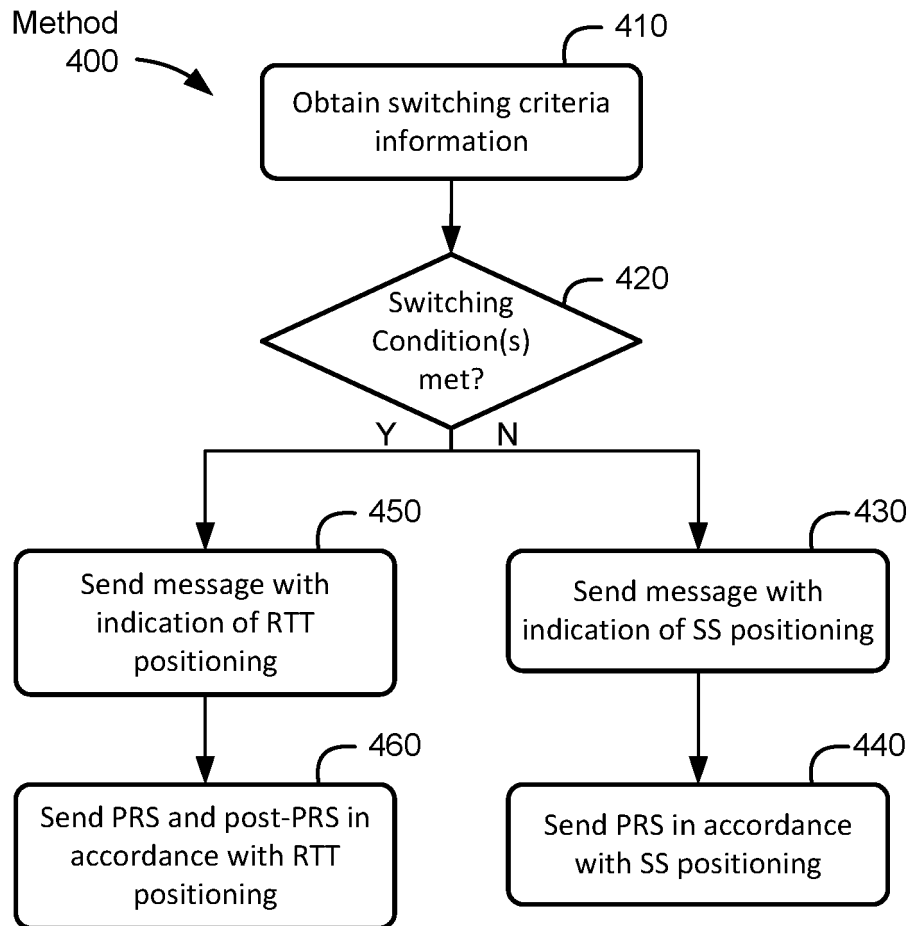 Method
400
410
Obtain switching criteria
information
420
Switching
Condition(s)
met?
Y
N
450
Send message with
indication of RTT
positioning
430
Send message with
indication of SS positioning
460
Send PRS and post-PRS in
accordance with RTT
positioning
440
Send PRS in accordance
with SS positioning